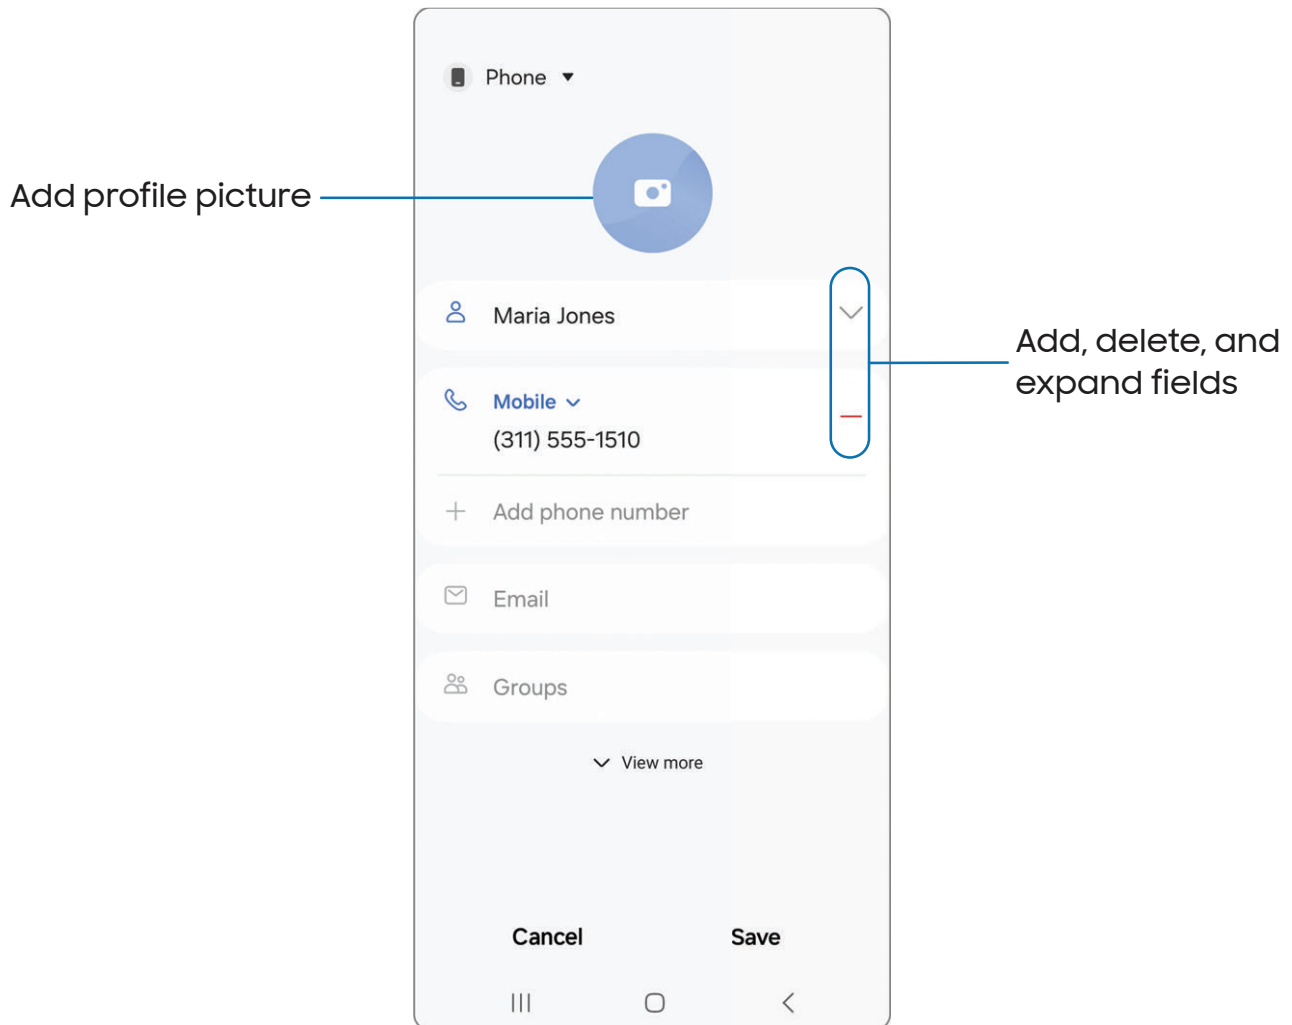 Phone
Add profile picture
Maria Jones
Add, delete, and
expand fields
Mobile
(311) 555-1510
Add phone number
Email
Groups
View more
Cancel
Save